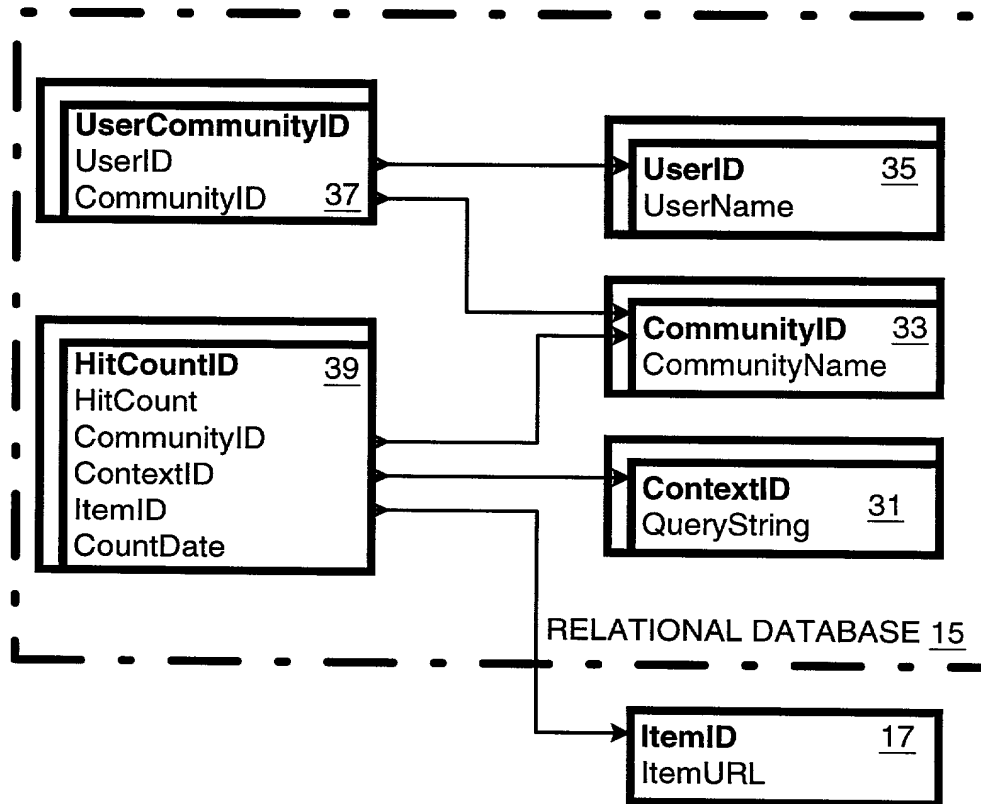 UserCommunityID
UserID
CommunityID 37
UserID 35
UserName
CommunityID 33
CommunityName
HitCountID 39
HitCount
CommunityID
ContextID
ItemID
CountDate
ContextID
QueryString 31
RELATIONAL DATABASE 15
ItemID 17
ItemURL